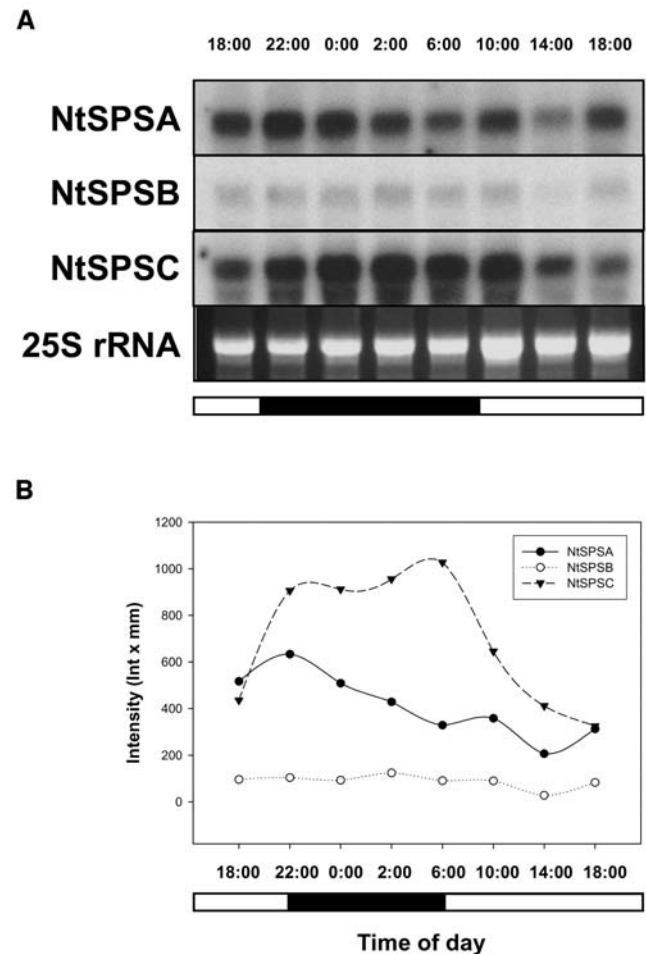 A
18:00 22:00 0:00 2:00 6:00 10:00 14:00 18:00
NtSPSA
NtSPSB
NtSPSC
25S rRNA
B
1200
1000
800
600
400
200
0
Intensity (Int x mm)
NtSPSA
NtSPSB
NtSPSC
18:00 22:00 0:00 2:00 6:00 10:00 14:00 18:00
Time of day